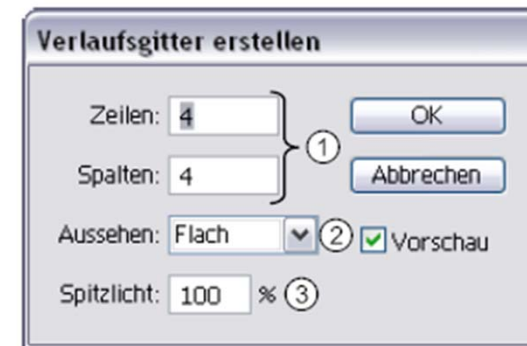 Verlaufsgitter erstellen
Zeilen: 4
OK
1
Spalten: 4
Abbrechen
Aussehen: Flach 2 Vorschau
Spitzlicht: 100 % 3